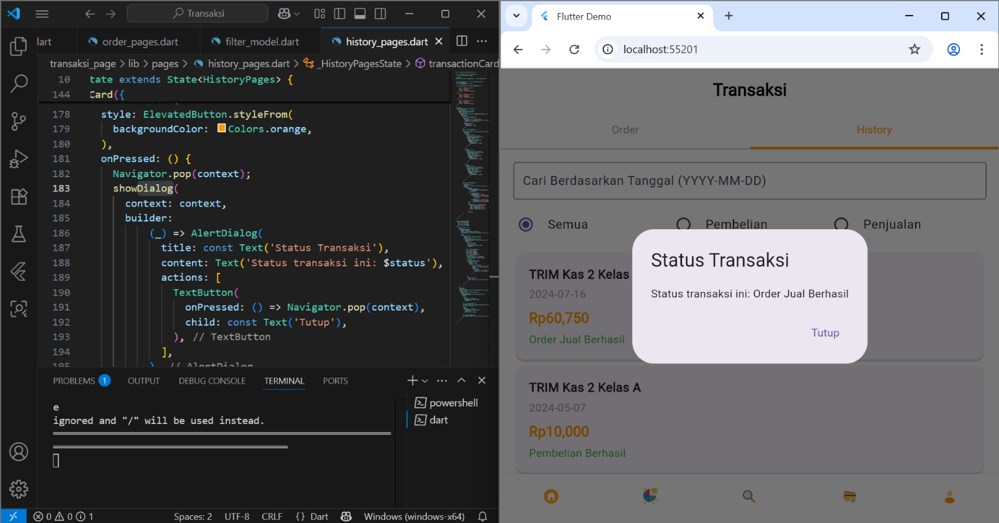 Transaksi
lart
order_pages.dart
filter_model.dart
history_pages.dart
transaksi_page > lib > pages > history_pages.dart > _HistoryPagesState > transactionCard
10 tate extends State<HistoryPages> {
144 Card({
178 style: ElevatedButton.styleFrom(
179 backgroundColor: Colors.orange,
180 ),
181 onPressed: () {
182 Navigator.pop(context);
183 showDialog(
184 context: context,
185 builder:
186 (_) => AlertDialog(
187 title: const Text('Status Transaksi'),
188 content: Text('Status transaksi ini: $status'),
189 actions: [
190 TextButton(
191 onPressed: () => Navigator.pop(context),
192 child: const Text('Tutup'),
193 ), // TextButton
194 ],
195 ), // AlertDialog
PROBLEMS 1 OUTPUT DEBUG CONSOLE TERMINAL PORTS
powershell
dart
e
ignored and "/" will be used instead.
0 0 1 Spaces: 2 UTF-8 CRLF {} Dart Windows (windows-x64)
Flutter Demo
localhost:55201
Transaksi
Order
History
Cari Berdasarkan Tanggal (YYYY-MM-DD)
Semua
Pembelian
Penjualan
Status Transaksi
Status transaksi ini: Order Jual Berhasil
Tutup
TRIM Kas 2 Kelas
2024-07-16
Rp60,750
Order Jual Berhasil
TRIM Kas 2 Kelas A
2024-05-07
Rp10,000
Pembelian Berhasil